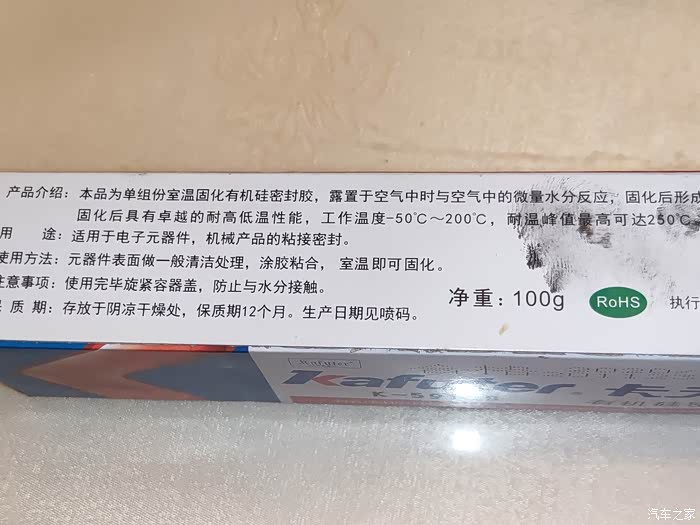 产品介绍：本品为单组份室温固化有机硅密封胶，露置于空气中时与空气中的微量水分反应，固化后形成
固化后具有卓越的耐高低温性能，工作温度-50℃～200℃，耐温峰值最高可达250℃
用 途：适用于电子元器件，机械产品的粘接密封。
使用方法：元器件表面做一般清洁处理，涂胶粘合， 室温即可固化。
注意事项：使用完毕旋紧容器盖，防止与水分接触。
保 质 期：存放于阴凉干燥处，保质期12个月。生产日期见喷码。
净重：100g
RoHS
执行
Kafuter
Kafuter
K-5
有机硅
汽车之家